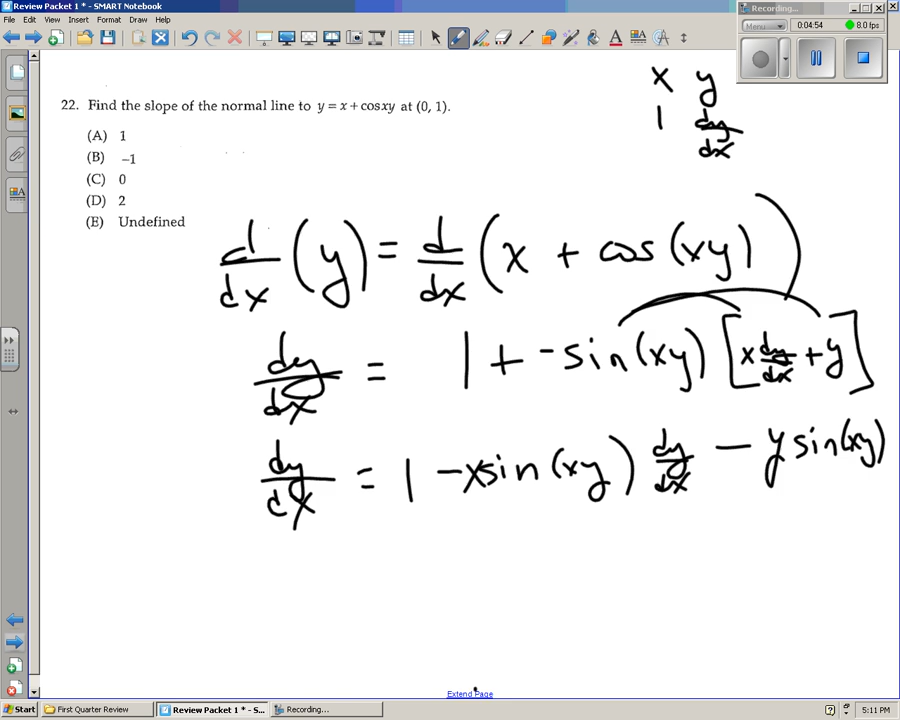 Review Packet 1 * - SMART Notebook
File Edit View Insert Format Draw Help
Recording...
Menu
0:04:54
8.0 fps
x y
1 dy/dx
22. Find the slope of the normal line to y = x + cosxy at (0, 1).
(A) 1
(B) –1
(C) 0
(D) 2
(E) Undefined
d/dx (y) = d/dx (x + cos(xy))
dy/dx = 1 + -sin(xy) [x dy/dx + y]
dy/dx = 1 - xsin(xy) dy/dx - y sin(xy)
Extend Page
Start
First Quarter Review
Review Packet 1 * - S...
Recording...
5:11 PM